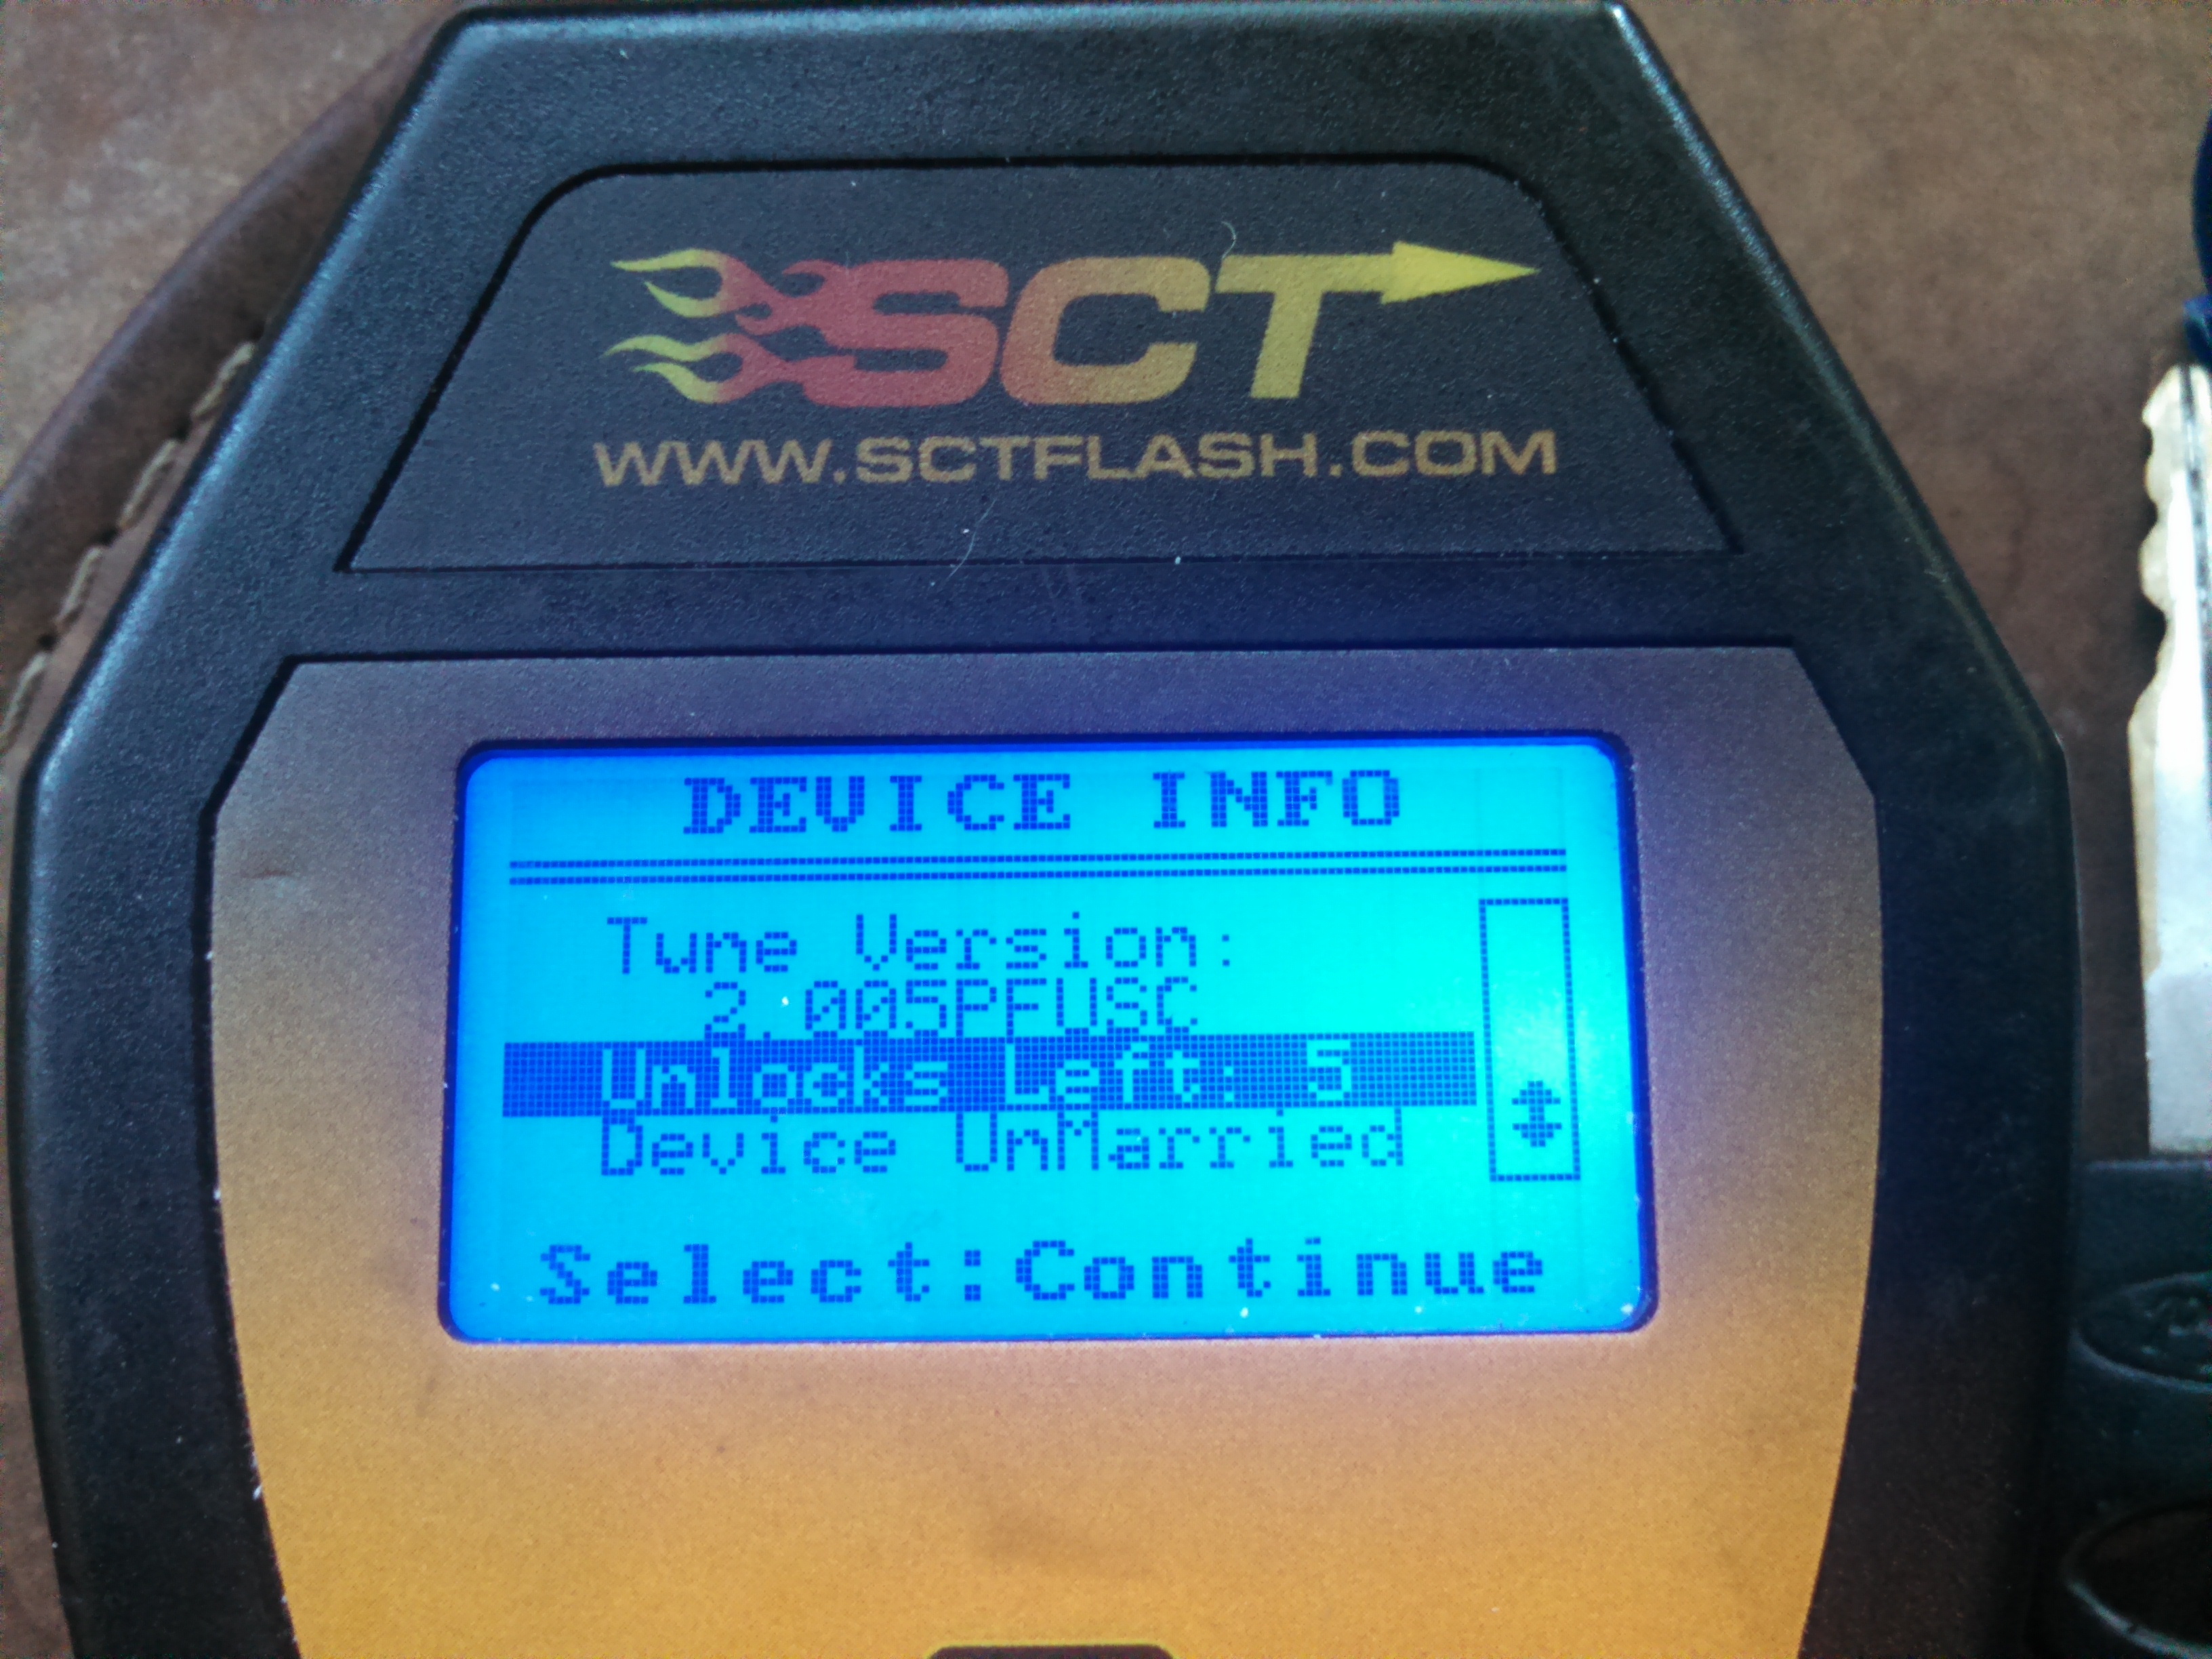 SCT
WWW.SCTFLASH.COM
DEVICE INFO
Tune Version:
2.005PFUSC
Unlocks Left: 5
Device UnMarried
Select:Continue